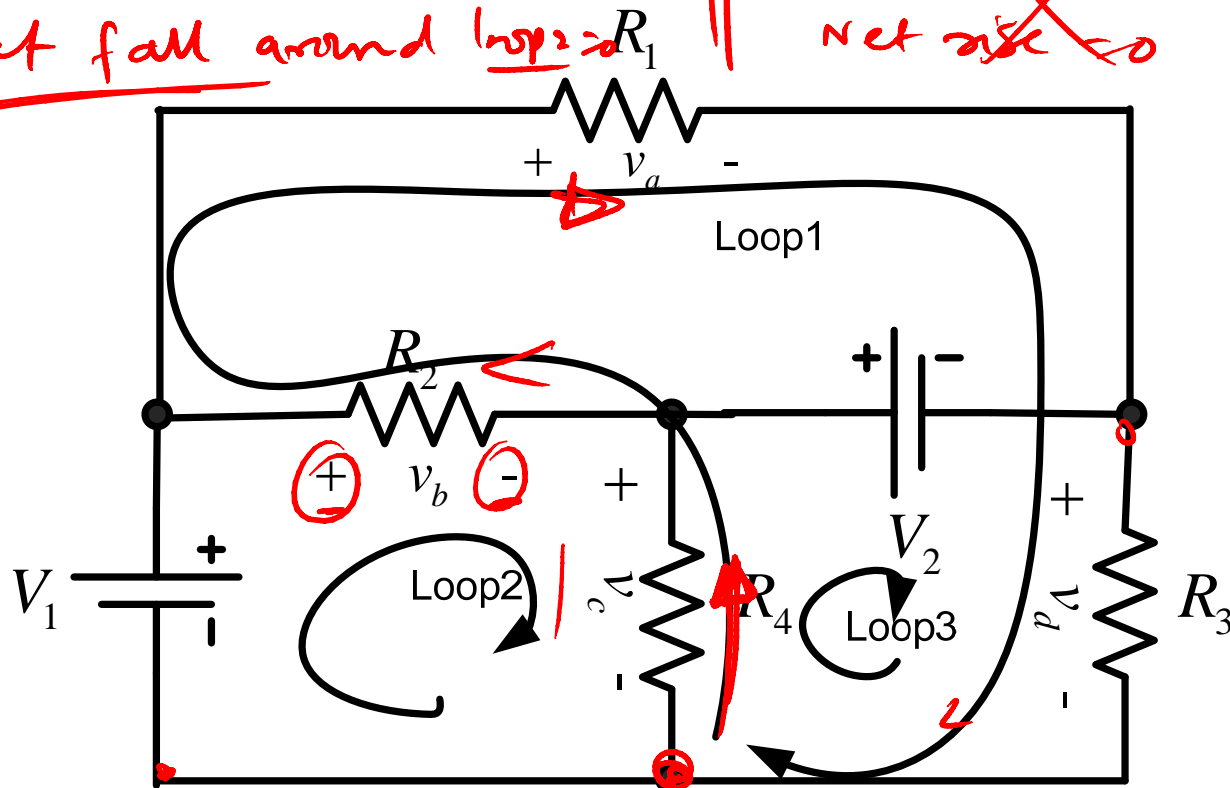 fall around loop2=0 || Net rise =0
R1
+ va -
Loop1
R2
+ -
+ vb - +
+
V2
+ V1
Loop2
vc
R4
Loop3
vd
R3
-
- -